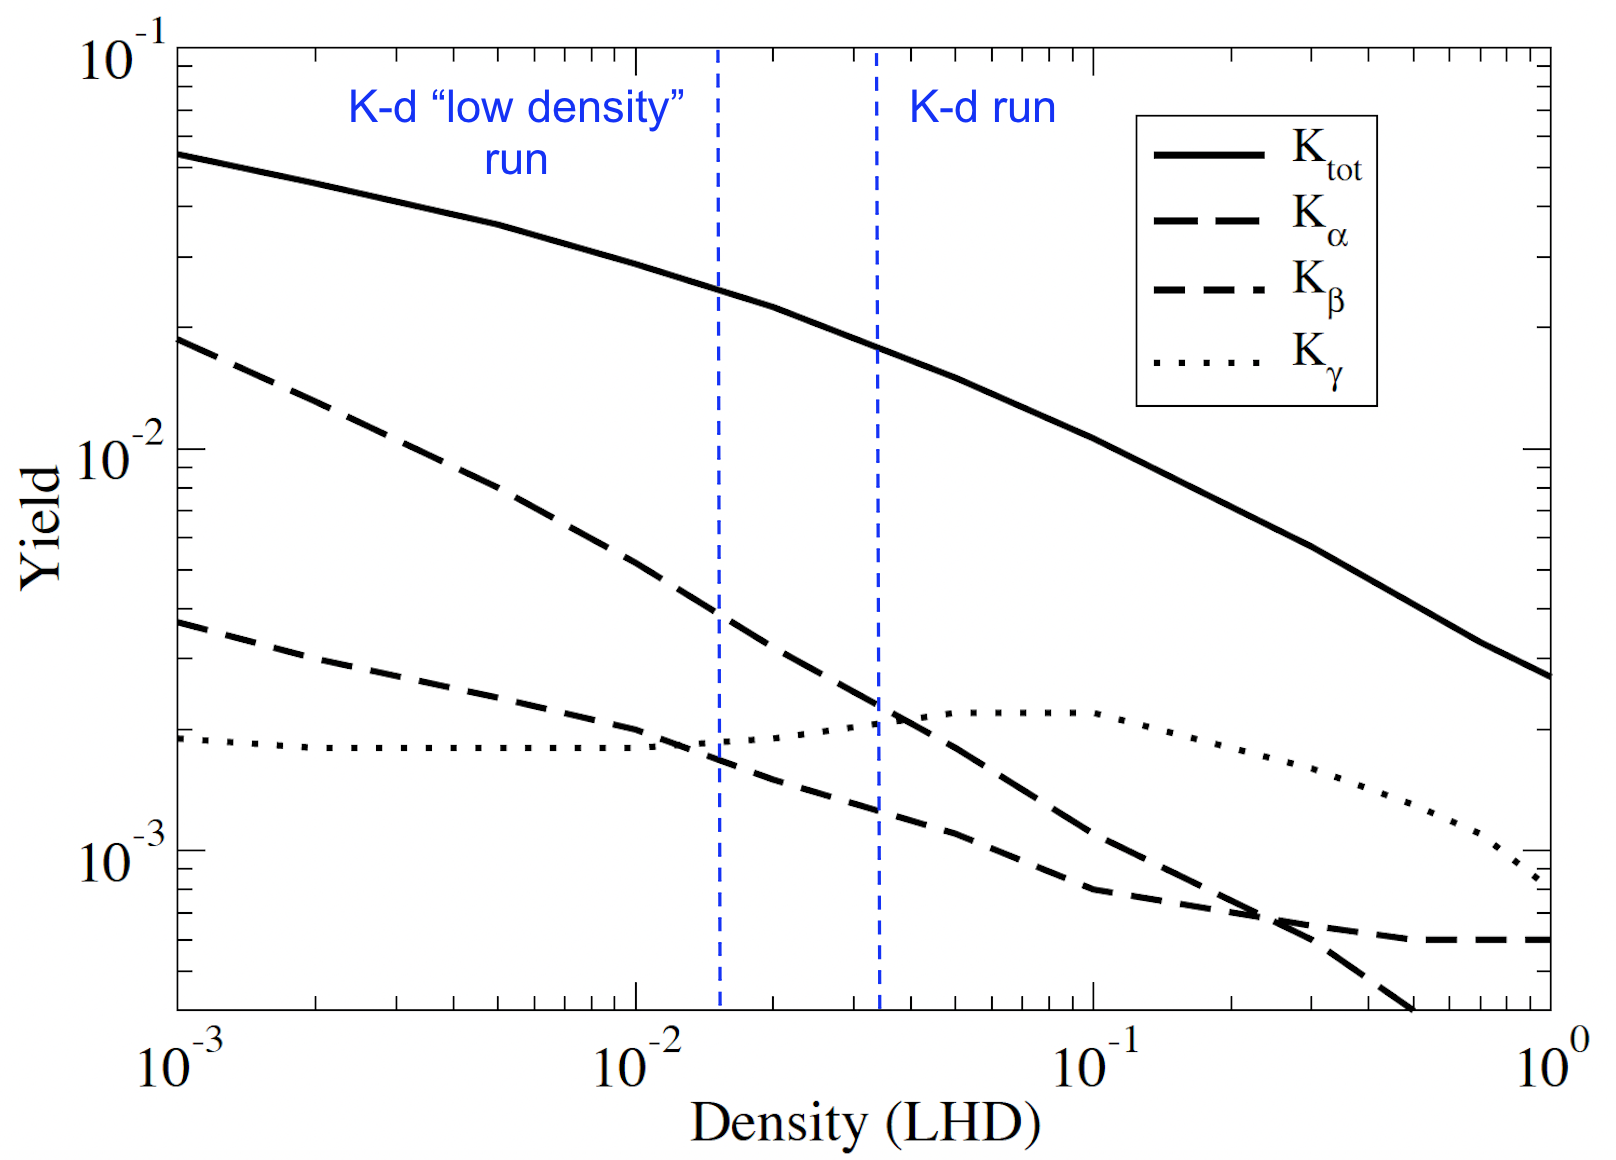 10^-1
K-d “low density”
run
K-d run
K_tot
K_α
K_β
K_γ
10^-2
Yield
10^-3
10^-3 10^-2 10^-1 10^0
Density (LHD)